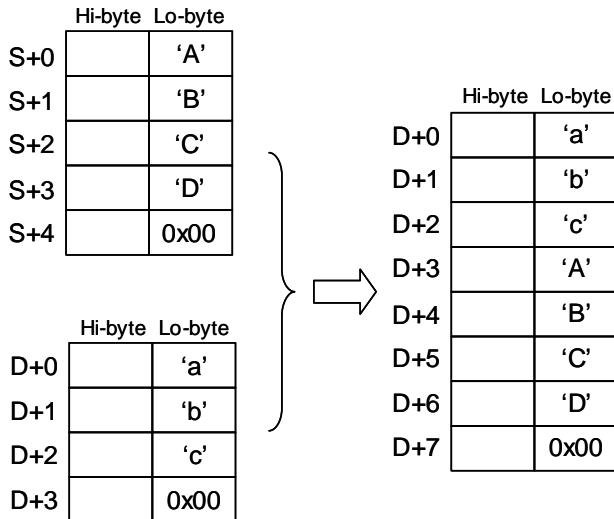 Hi-byte Lo-byte
S+0 ‘A’
S+1 ‘B’
S+2 ‘C’
S+3 ‘D’
S+4 0x00
Hi-byte Lo-byte
D+0 ‘a’
D+1 ‘b’
D+2 ‘c’
D+3 0x00
Hi-byte Lo-byte
D+0 ‘a’
D+1 ‘b’
D+2 ‘c’
D+3 ‘A’
D+4 ‘B’
D+5 ‘C’
D+6 ‘D’
D+7 0x00